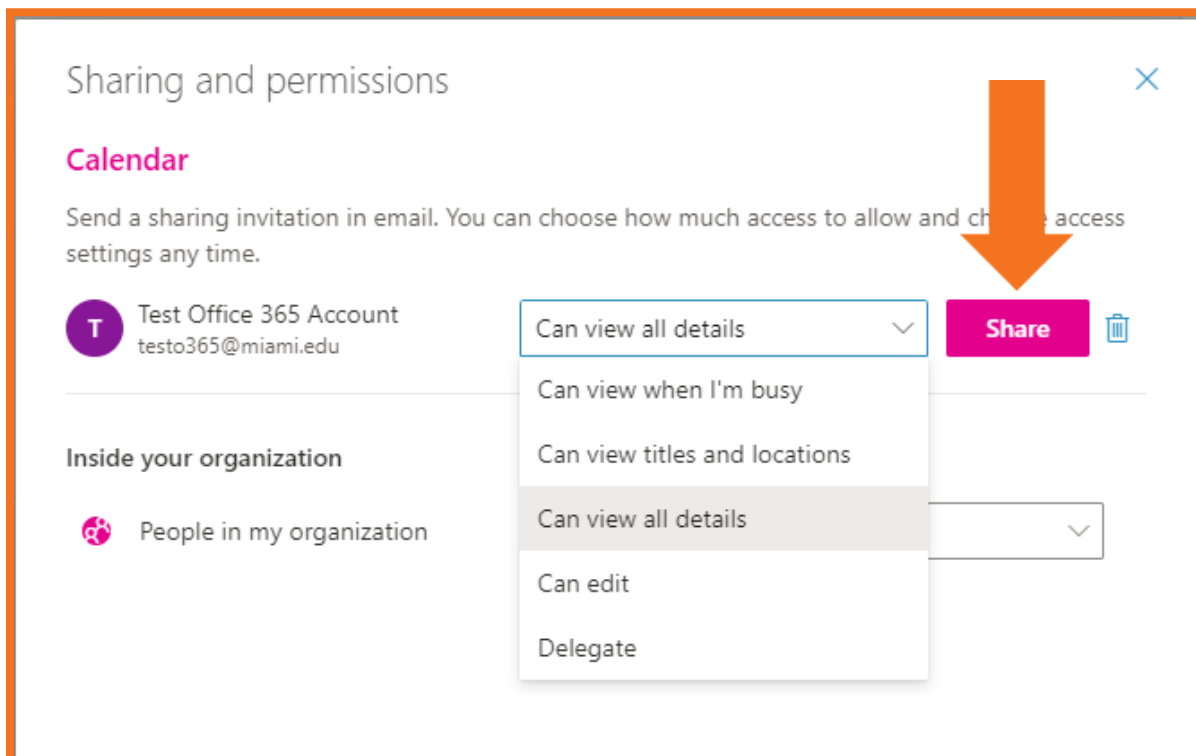 Sharing and permissions
Calendar
Send a sharing invitation in email. You can choose how much access to allow and ch e access
settings any time.
T
Test Office 365 Account
testo365@miami.edu
Can view all details
Share
Can view when I'm busy
Can view titles and locations
Can view all details
Can edit
Delegate
Inside your organization
People in my organization